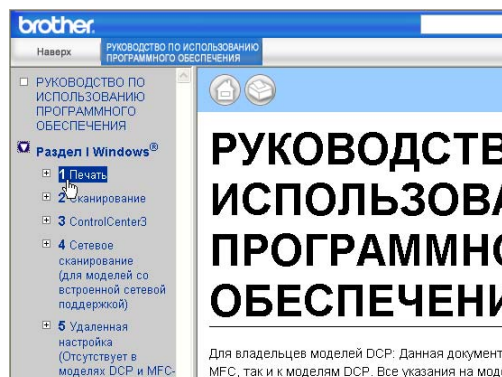 brother.
Наверх
РУКОВОДСТВО ПО ИСПОЛЬЗОВАНИЮ
ПРОГРАММНОГО ОБЕСПЕЧЕНИЯ
РУКОВОДСТВО ПО
ИСПОЛЬЗОВАНИЮ
ПРОГРАММНОГО
ОБЕСПЕЧЕНИЯ
Раздел I Windows®
1 Печать
2 Сканирование
3 ControlCenter3
4 Сетевое
сканирование
(для моделей со
встроенной сетевой
поддержкой)
5 Удаленная
настройка
(Отсутствует в
моделях DCP и MFC-
РУКОВОДСТВ
ИСПОЛЬЗОВА
ПРОГРАММНО
ОБЕСПЕЧЕНИ
Для владельцев моделей DCP: Данная документ
MFC, так и к моделям DCP. Все указания на мод